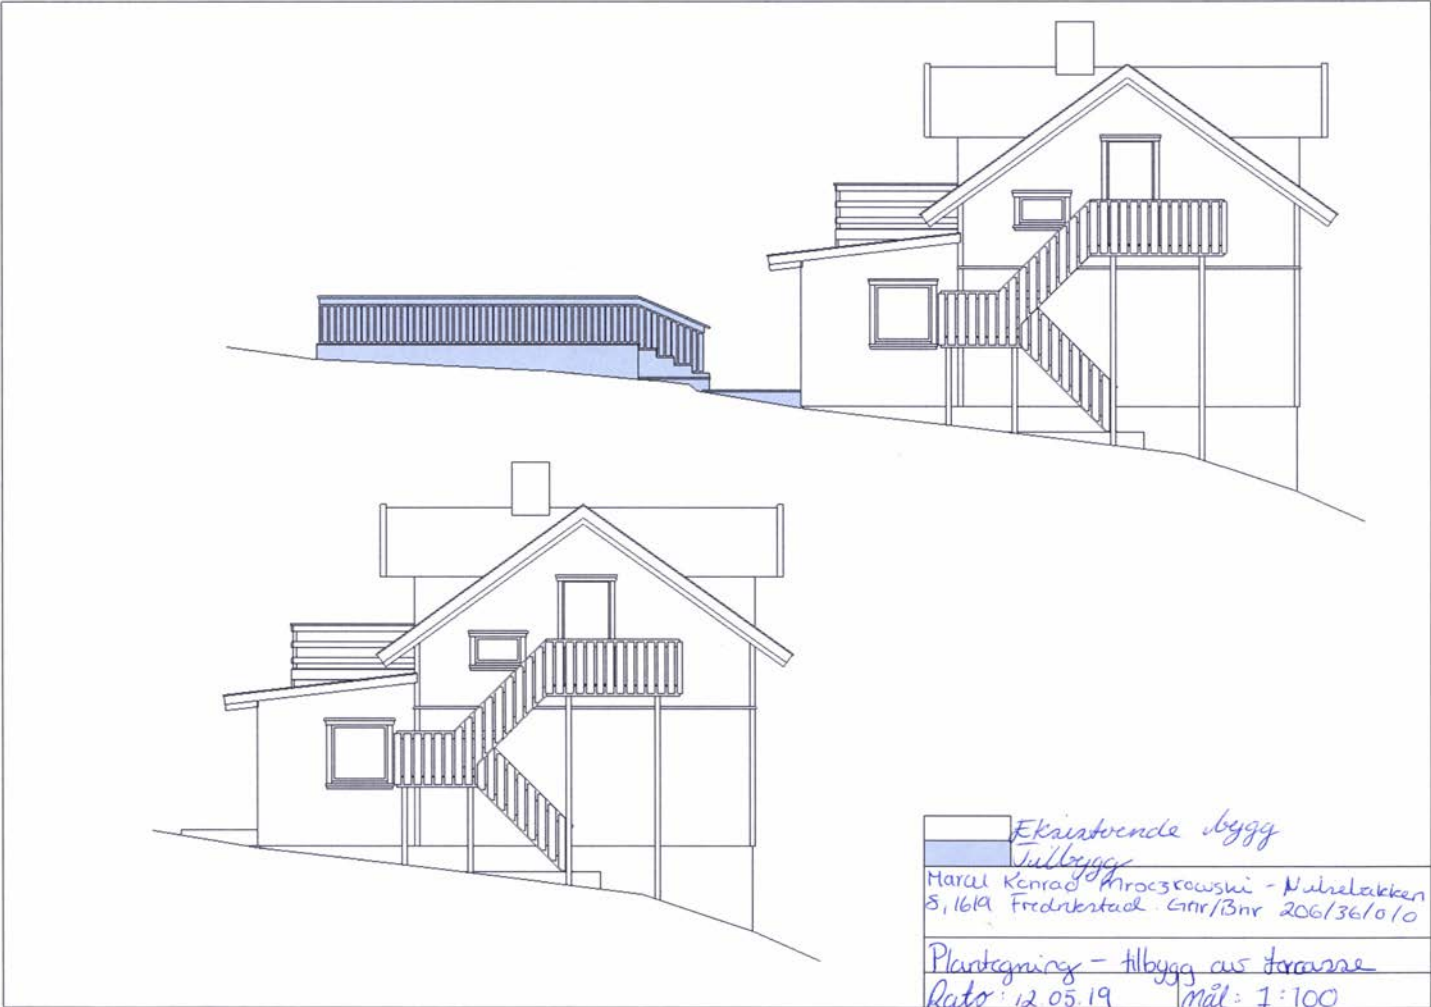 Eksisterende bygg
Tilbygg
Marcel Konrad Mroczkowski - Nilsebakken
8, 1619 Fredrikstad Gnr/Bnr 206/36/0/0
Plantegning - tilbygg av terrasse
Dato: 12.05.19 Mål: 1:100